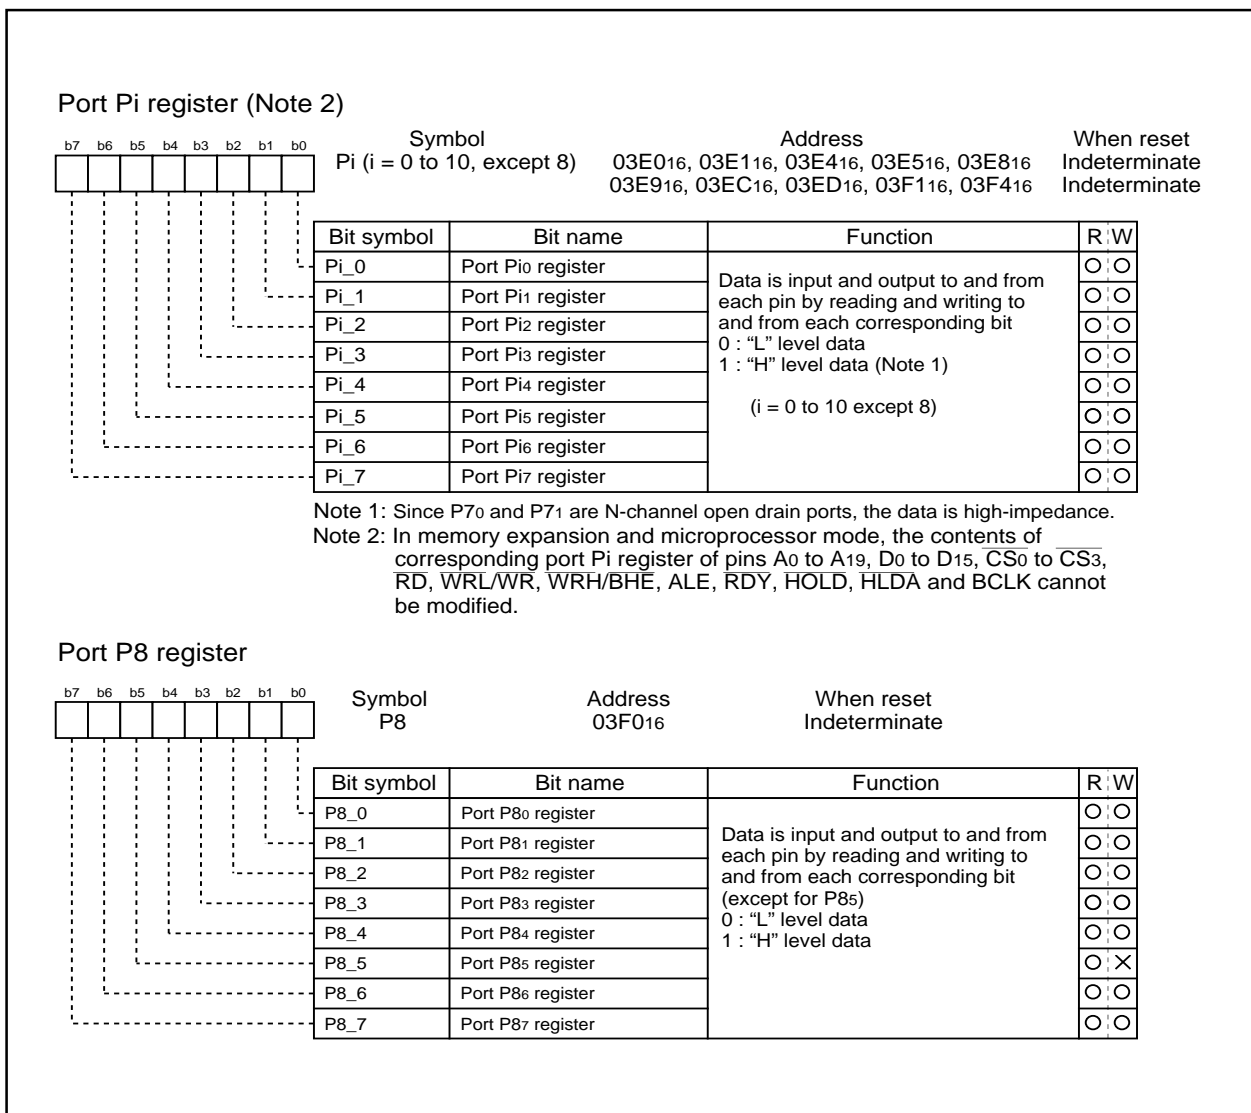 Port Pi register (Note 2)
b7 b6 b5 b4 b3 b2 b1 b0
Symbol Address When reset
Pi (i = 0 to 10, except 8) 03E016, 03E116, 03E416, 03E516, 03E816 Indeterminate
03E916, 03EC16, 03ED16, 03F116, 03F416 Indeterminate
Bit symbol Bit name Function R W
Pi_0 Port Pi0 register
Pi_1 Port Pi1 register
Pi_2 Port Pi2 register
Pi_3 Port Pi3 register
Pi_4 Port Pi4 register
Pi_5 Port Pi5 register
Pi_6 Port Pi6 register
Pi_7 Port Pi7 register
Data is input and output to and from
each pin by reading and writing to
and from each corresponding bit
0 : “L” level data
1 : “H” level data (Note 1)
(i = 0 to 10 except 8)
Note 1: Since P70 and P71 are N-channel open drain ports, the data is high-impedance.
Note 2: In memory expansion and microprocessor mode, the contents of
corresponding port Pi register of pins A0 to A19, D0 to D15, CS0 to CS3,
RD, WRL/WR, WRH/BHE, ALE, RDY, HOLD, HLDA and BCLK cannot
be modified.
Port P8 register
b7 b6 b5 b4 b3 b2 b1 b0
Symbol Address When reset
P8 03F016 Indeterminate
Bit symbol Bit name Function R W
P8_0 Port P80 register
P8_1 Port P81 register
P8_2 Port P82 register
P8_3 Port P83 register
P8_4 Port P84 register
P8_5 Port P85 register
P8_6 Port P86 register
P8_7 Port P87 register
Data is input and output to and from
each pin by reading and writing to
and from each corresponding bit
(except for P85)
0 : “L” level data
1 : “H” level data